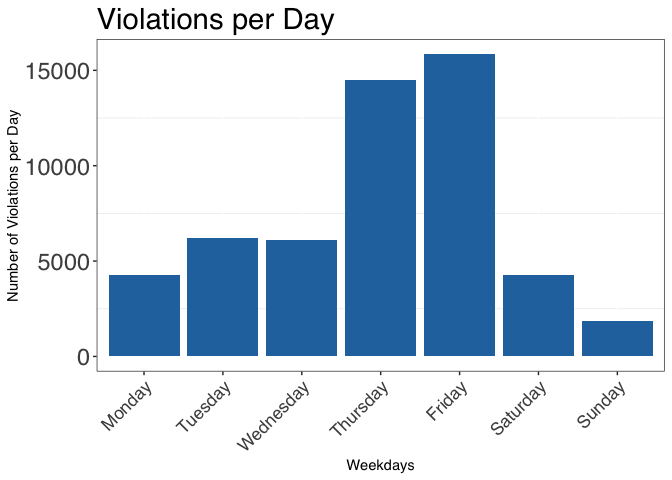 Violations per Day
Number of Violations per Day
15000
10000
5000
0
Monday
Tuesday
Wednesday
Thursday
Friday
Saturday
Sunday
Weekdays